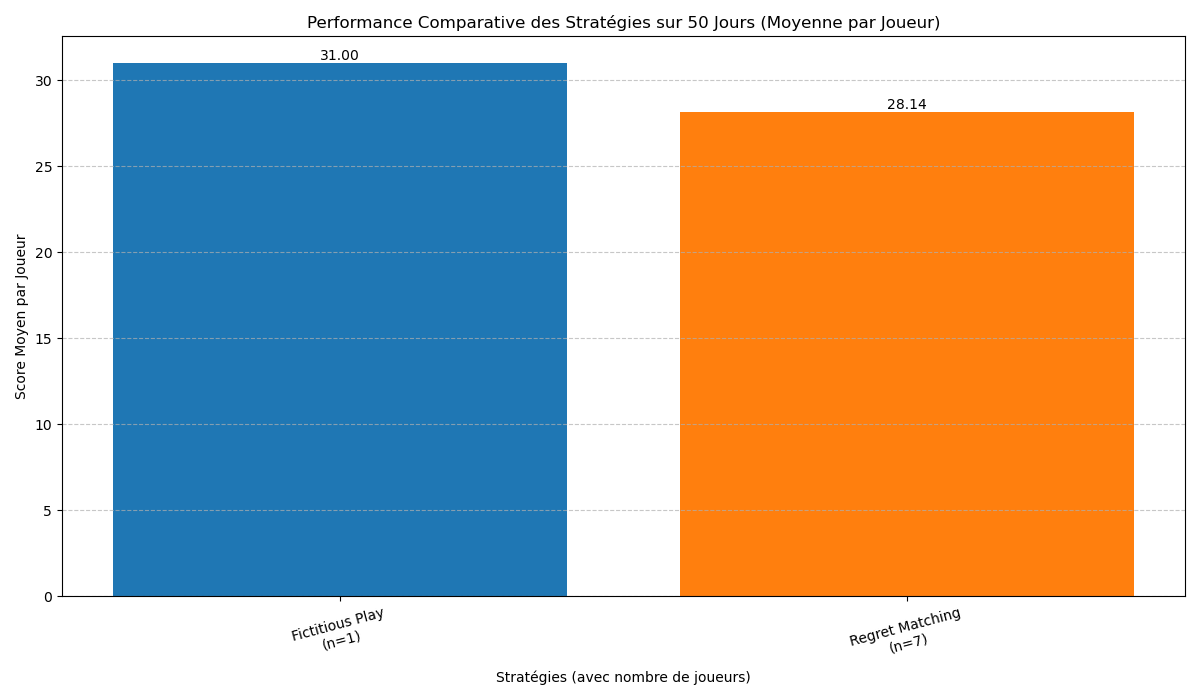 Performance Comparative des Stratégies sur 50 Jours (Moyenne par Joueur)
31.00
28.14
30
25
20
15
10
5
0
Score Moyen par Joueur
Fictitious Play
(n=1)
Regret Matching
(n=7)
Stratégies (avec nombre de joueurs)